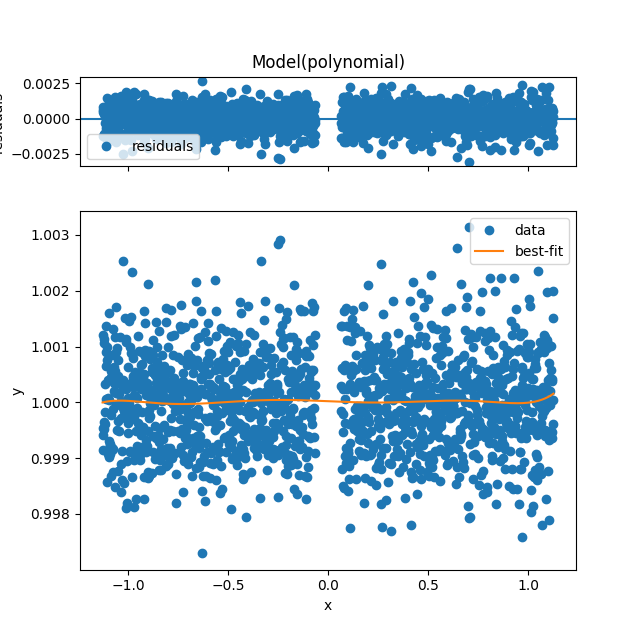 Model(polynomial)
0.0025
0.0000
−0.0025
residuals
residuals
1.003
1.002
1.001
1.000
0.999
0.998
y
data
best-fit
−1.0
−0.5
0.0
0.5
1.0
x